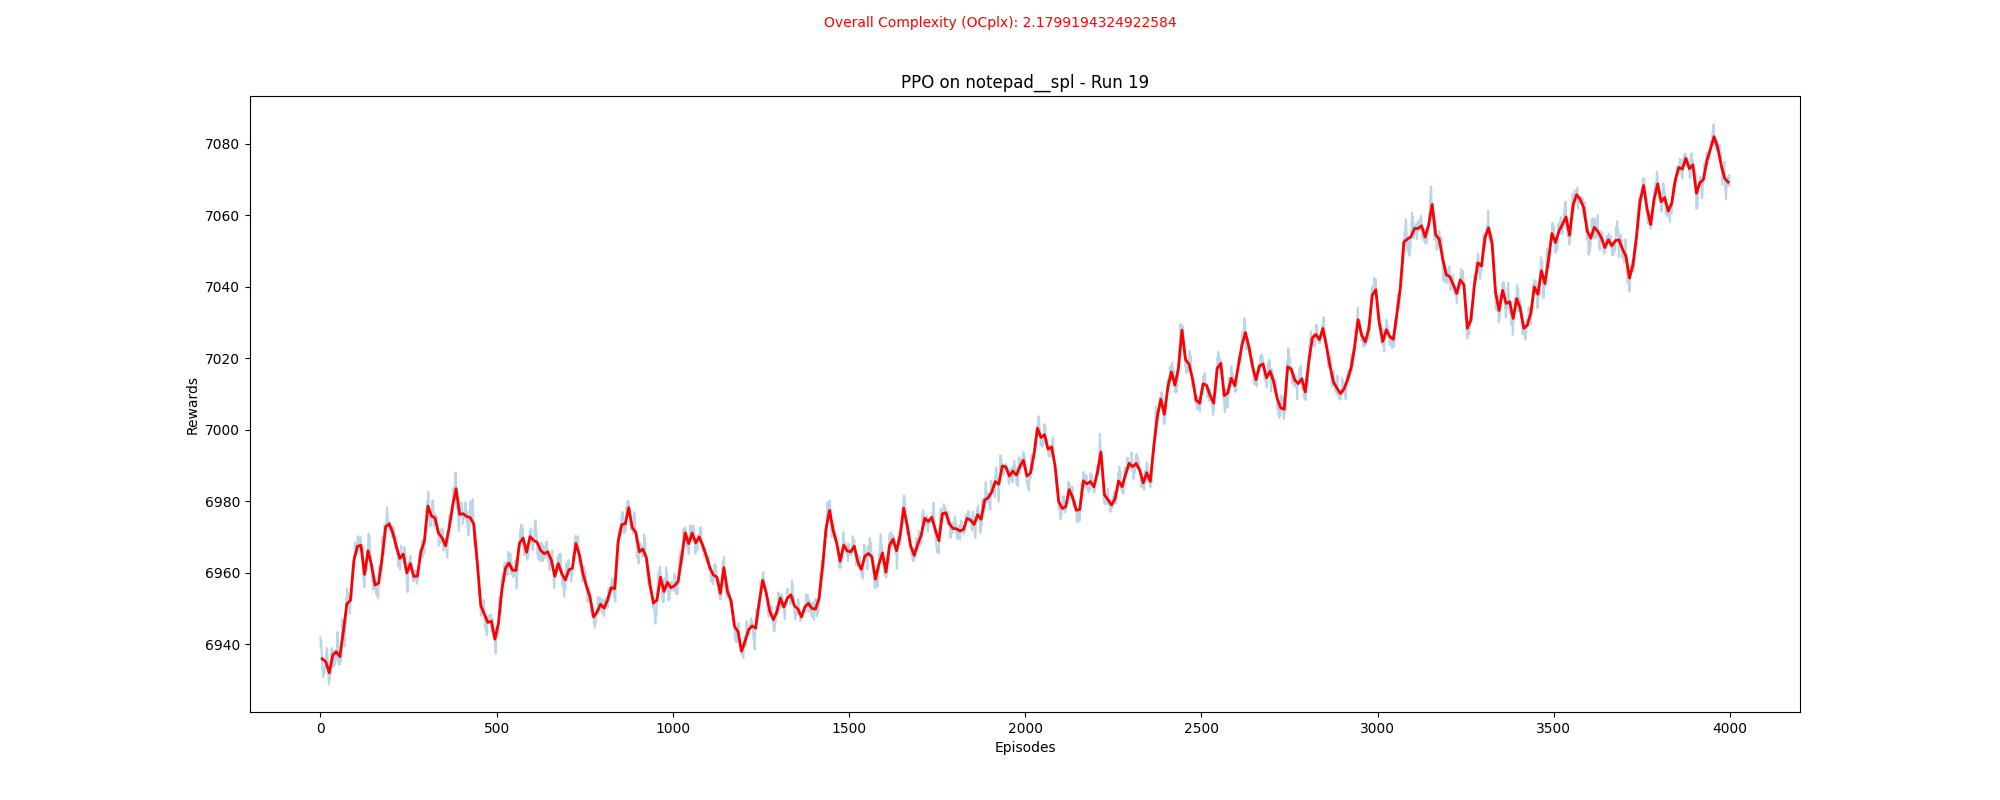 Overall Complexity (OCplx): 2.1799194324922584
PPO on notepad__spl - Run 19
7080
7060
7040
7020
7000
6980
6960
6940
Rewards
0 500 1000 1500 2000 2500 3000 3500 4000
Episodes